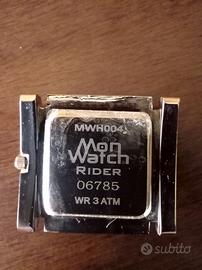 MWH004
Mon
Watch
RIDER
06785
WR 3 ATM
subito